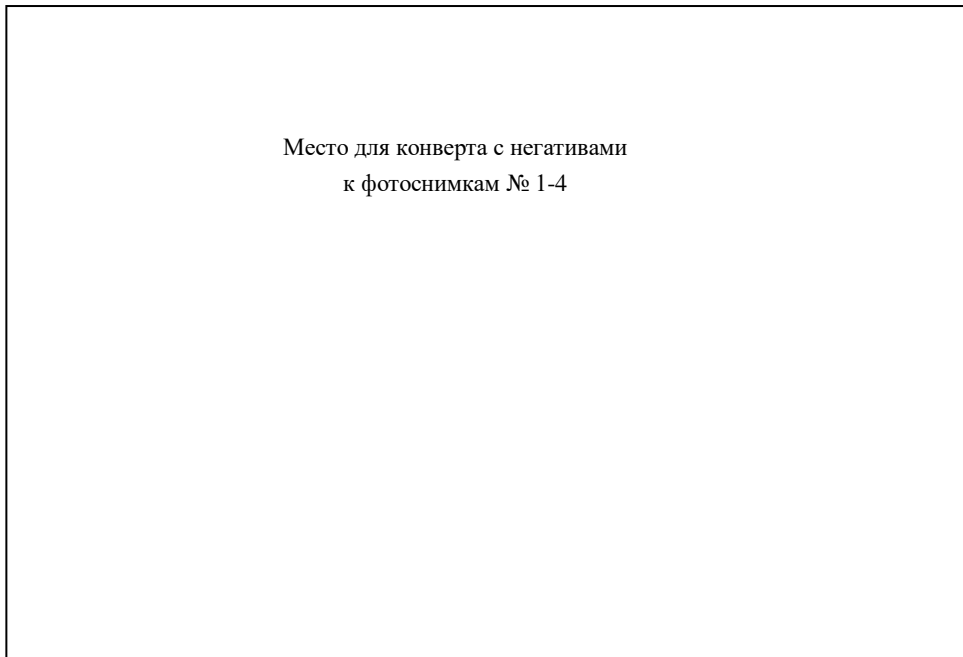 Место для конверта с негативами
к фотоснимкам № 1-4